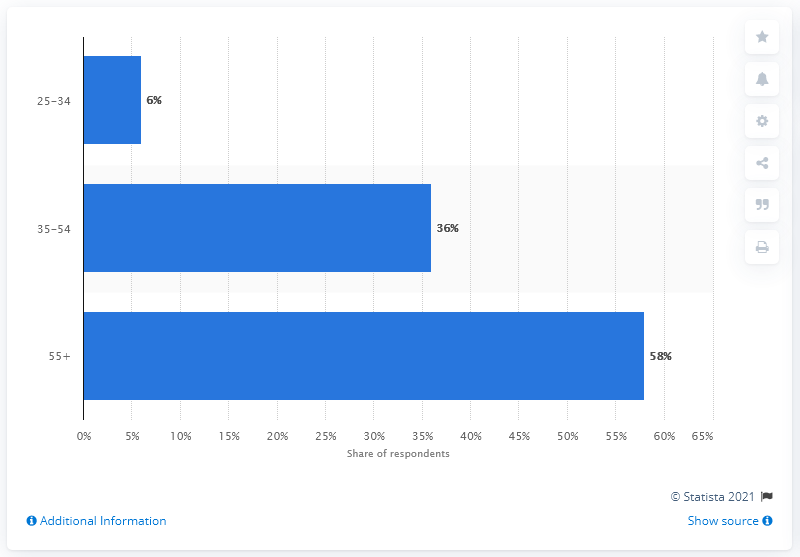 25–34
6%
35–54
36%
55+
58%
0% 5% 10% 15% 20% 25% 30% 35% 40% 45% 50% 55% 60% 65%
Share of respondents
© Statista 2021
Additional Information
Show source